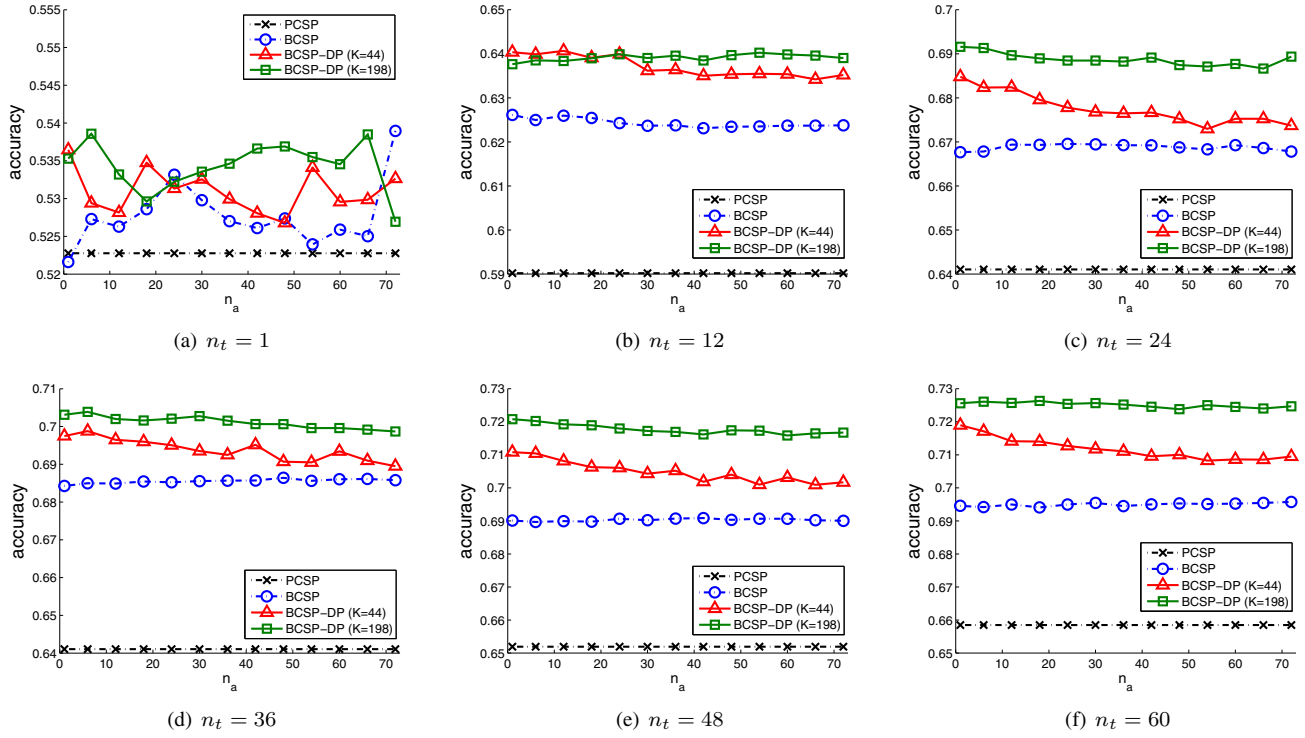 0.555
0.555
0.545
0.54
0.535
0.53
0.525
0.52
accuracy
PCSP
BCSP
BCSP-DP (K=44)
BCSP-DP (K=198)
0 10 20 30 40 50 60 70
n_a
(a) n_t = 1
0.65
0.64
0.63
0.62
0.61
0.6
0.59
accuracy
PCSP
BCSP
BCSP-DP (K=44)
BCSP-DP (K=198)
0 10 20 30 40 50 60 70
n_a
(b) n_t = 12
0.7
0.69
0.68
0.67
0.66
0.65
0.64
accuracy
PCSP
BCSP
BCSP-DP (K=44)
BCSP-DP (K=198)
0 10 20 30 40 50 60 70
n_a
(c) n_t = 24
0.71
0.7
0.69
0.68
0.67
0.66
0.65
0.64
accuracy
PCSP
BCSP
BCSP-DP (K=44)
BCSP-DP (K=198)
0 10 20 30 40 50 60 70
n_a
(d) n_t = 36
0.73
0.72
0.71
0.7
0.69
0.68
0.67
0.66
0.65
accuracy
PCSP
BCSP
BCSP-DP (K=44)
BCSP-DP (K=198)
0 10 20 30 40 50 60 70
n_a
(e) n_t = 48
0.73
0.72
0.71
0.7
0.69
0.68
0.67
0.66
0.65
accuracy
PCSP
BCSP
BCSP-DP (K=44)
BCSP-DP (K=198)
0 10 20 30 40 50 60 70
n_a
(f) n_t = 60